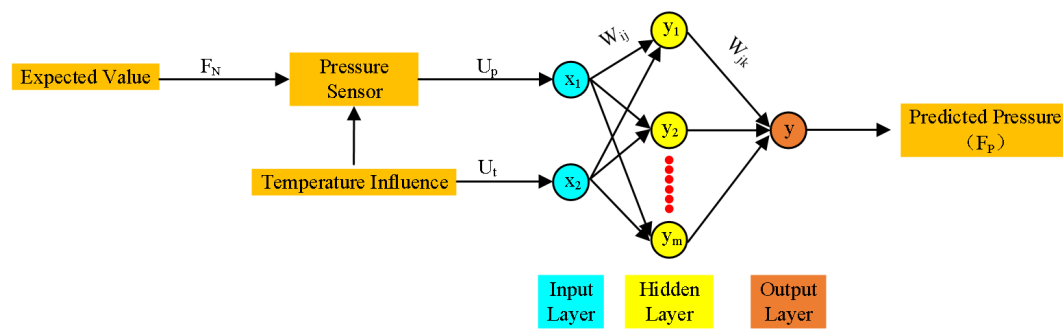 Expected Value
F_N
Pressure
Sensor
U_p
Temperature Influence
U_t
x_1
x_2
W_ij
y_1
y_2
y_m
W_jk
y
Predicted Pressure
（F_P）
Input
Layer
Hidden
Layer
Output
Layer